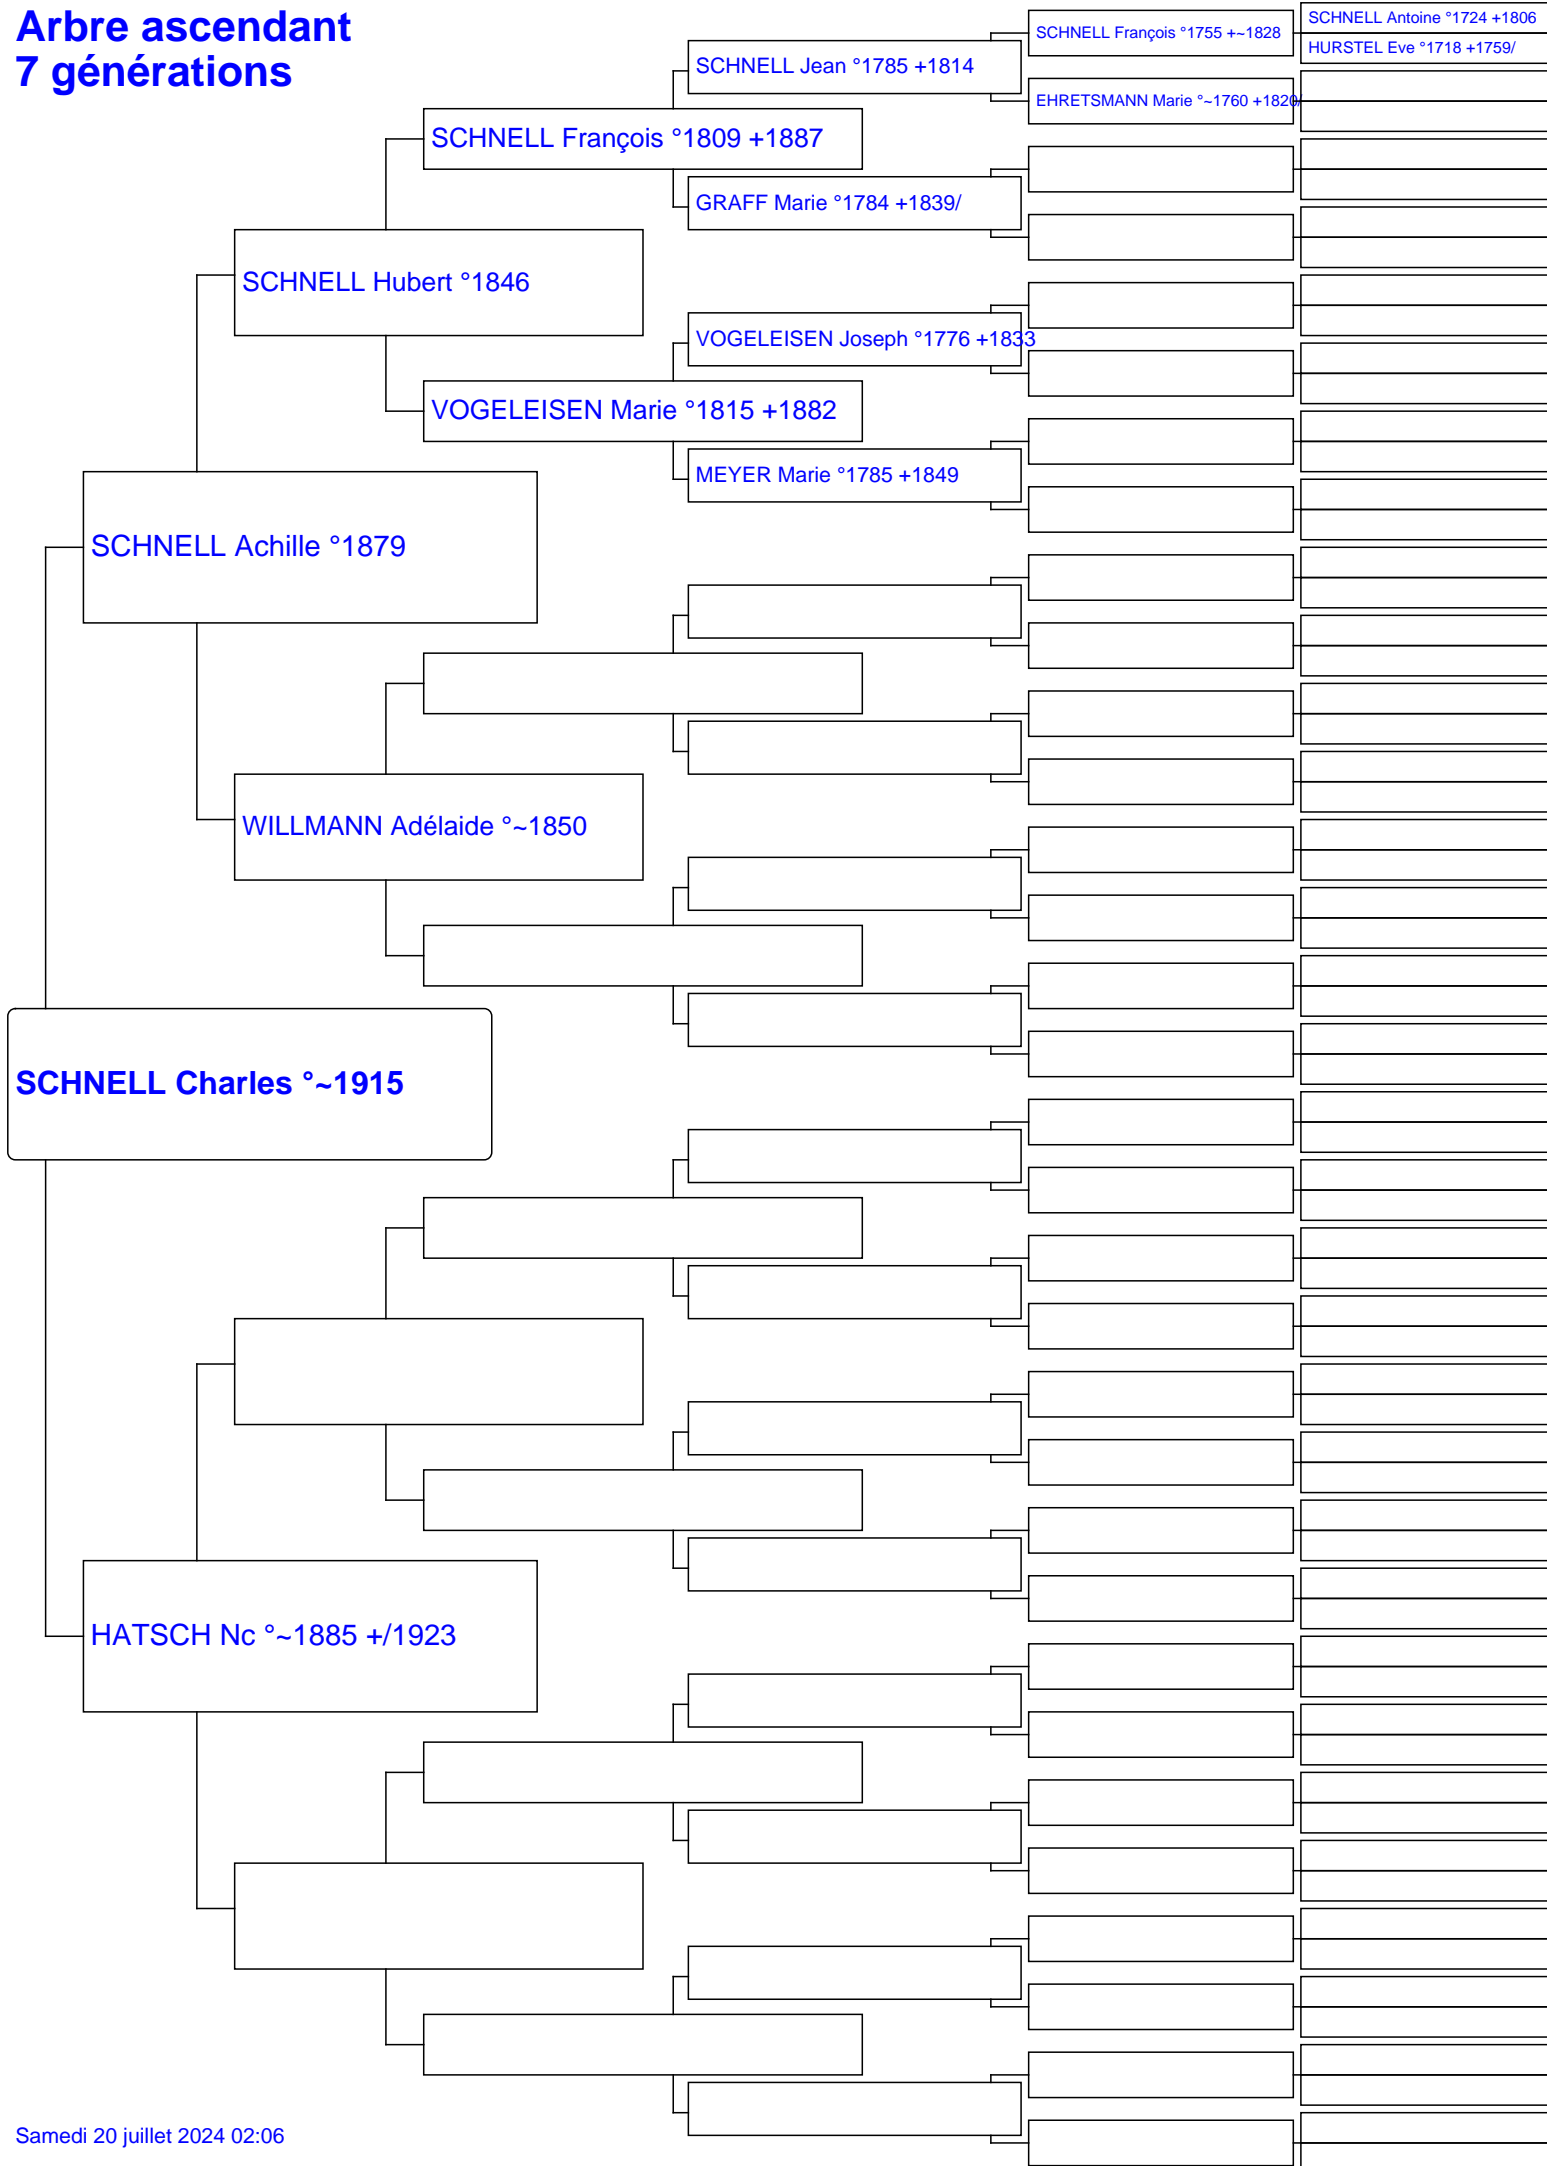 Arbre ascendant
7 générations
SCHNELL Antoine °1724 +1806
SCHNELL François °1755 +~1828
HURSTEL Eve °1718 +1759/
SCHNELL Jean °1785 +1814
EHRETSMANN Marie °~1760 +1820/
SCHNELL François °1809 +1887
GRAFF Marie °1784 +1839/
SCHNELL Hubert °1846
VOGELEISEN Joseph °1776 +1833
VOGELEISEN Marie °1815 +1882
MEYER Marie °1785 +1849
SCHNELL Achille °1879
WILLMANN Adélaide °~1850
SCHNELL Charles °~1915
HATSCH Nc °~1885 +/1923
Samedi 20 juillet 2024 02:06